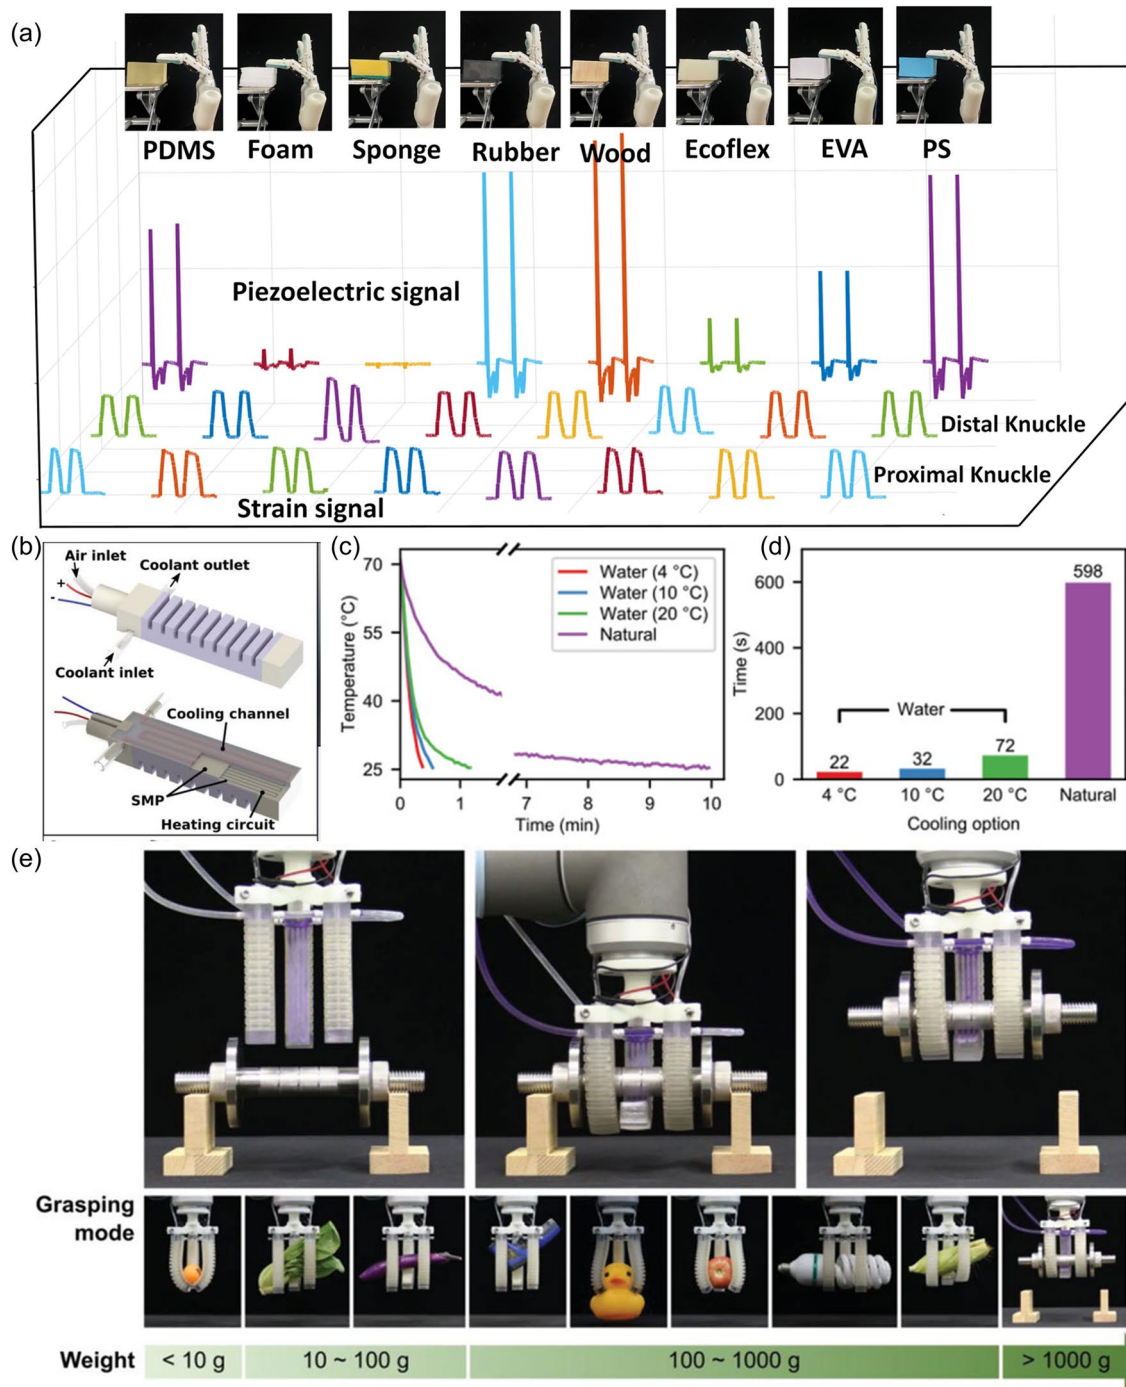 (a)
PDMS Foam Sponge Rubber Wood Ecoflex EVA PS
Piezoelectric signal
Distal Knuckle
Proximal Knuckle
Strain signal
(b)
Air inlet
Coolant outlet
+
-
Coolant inlet
Cooling channel
SMP
Heating circuit
(c)
Temperature (°C)
70
55
40
25
0 1 7 8 9 10
Time (min)
Water (4 °C)
Water (10 °C)
Water (20 °C)
Natural
(d)
Time (s)
600
400
200
0
Water
22 32 72 598
4 °C 10 °C 20 °C Natural
Cooling option
(e)
Grasping
mode
Weight < 10 g 10 ~ 100 g 100 ~ 1000 g > 1000 g